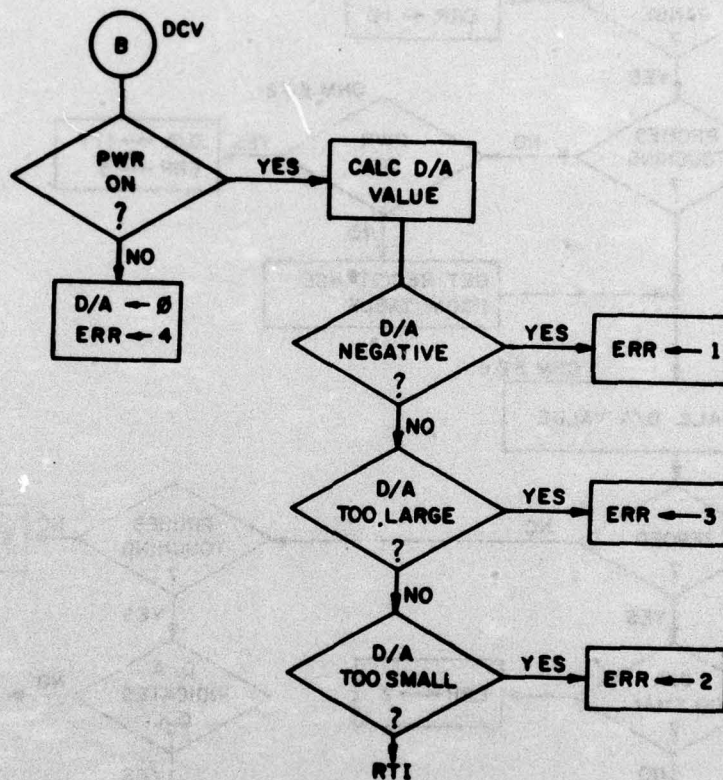 B
DCV
PWR
ON
?
YES
CALC D/A
VALUE
NO
D/A ← Ø
ERR ← 4
D/A
NEGATIVE
?
YES
ERR ← 1
NO
D/A
TOO LARGE
?
YES
ERR ← 3
NO
D/A
TOO SMALL
?
YES
ERR ← 2
RTI